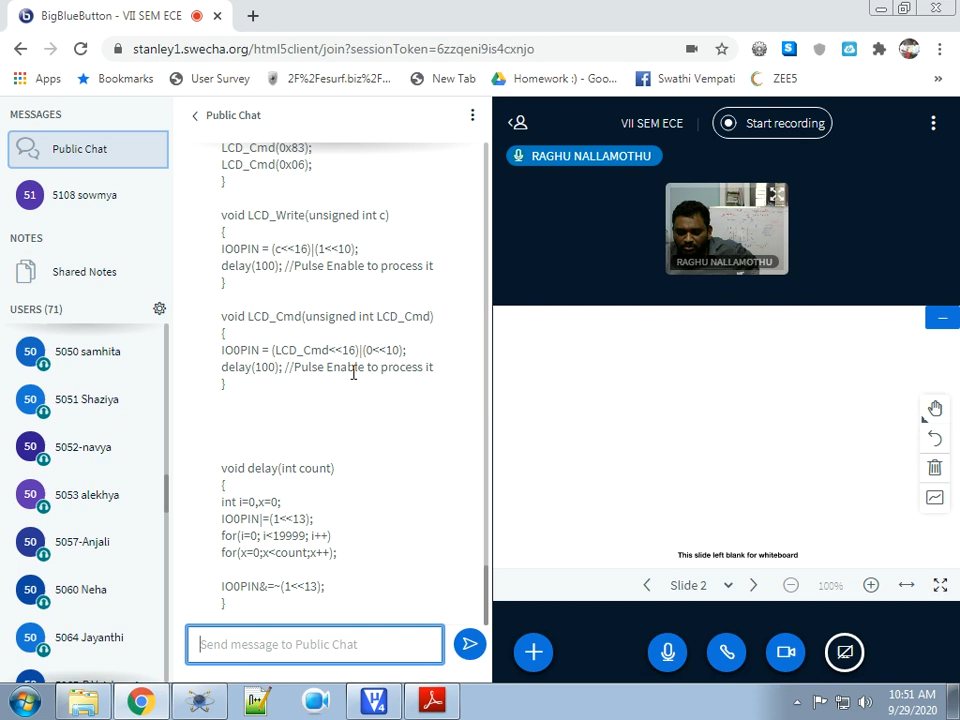 BigBlueButton - VII SEM ECE
stanley1.swecha.org/html5client/join?sessionToken=6zzqeni9is4cxnjo
Apps
Bookmarks
User Survey
2F%2Fesurf.biz%2F...
New Tab
Homework :) - Goo...
Swathi Vempati
ZEE5
»
MESSAGES
Public Chat
51
5108 sowmya
NOTES
Shared Notes
USERS (71)
50
5050 samhita
50
5051 Shaziya
50
5052-navya
50
5053 alekhya
50
5057-Anjali
50
5060 Neha
50
5064 Jayanthi
Public Chat
LCD_Cmd(0x83);
LCD_Cmd(0x06);
}
void LCD_Write(unsigned int c)
{
IO0PIN = (c<<16)|(1<<10);
delay(100); //Pulse Enable to process it
}
void LCD_Cmd(unsigned int LCD_Cmd)
{
IO0PIN = (LCD_Cmd<<16)|(0<<10);
delay(100); //Pulse Enable to process it
}
void delay(int count)
{
int i=0,x=0;
IO0PIN|=(1<<13);
for(i=0; i<19999; i++)
for(x=0;x<count;x++);
IO0PIN&=~(1<<13);
}
Send message to Public Chat
VII SEM ECE
Start recording
RAGHU NALLAMOTHU
RAGHU NALLAMOTHU
This slide left blank for whiteboard
Slide 2
100%
10:51 AM
9/29/2020